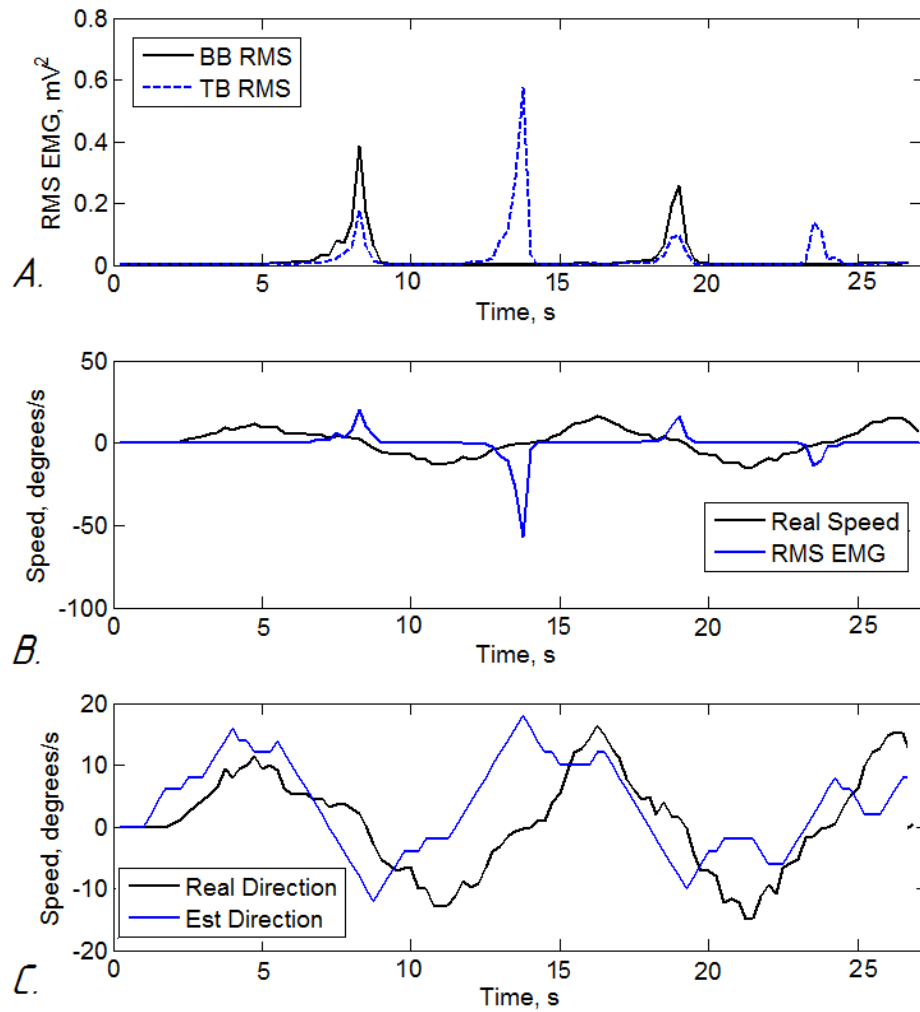 0.8
0.6
0.4
0.2
0
RMS EMG, mV²
BB RMS
TB RMS
0 5 10 15 20 25
Time, s
A.
50
0
-50
-100
Speed, degrees/s
Real Speed
RMS EMG
0 5 10 15 20 25
Time, s
B.
20
10
0
-10
-20
Speed, degrees/s
Real Direction
Est Direction
0 5 10 15 20 25
Time, s
C.